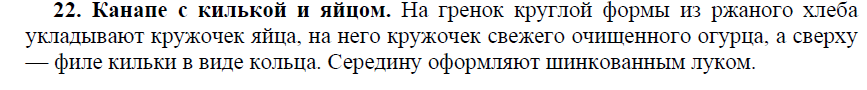 22. Канапе с килькой и яйцом. На гренок круглой формы из ржаного хлеба
укладывают кружочек яйца, на него кружочек свежего очищенного огурца, а сверху
— филе кильки в виде кольца. Середину оформляют шинкованным луком.